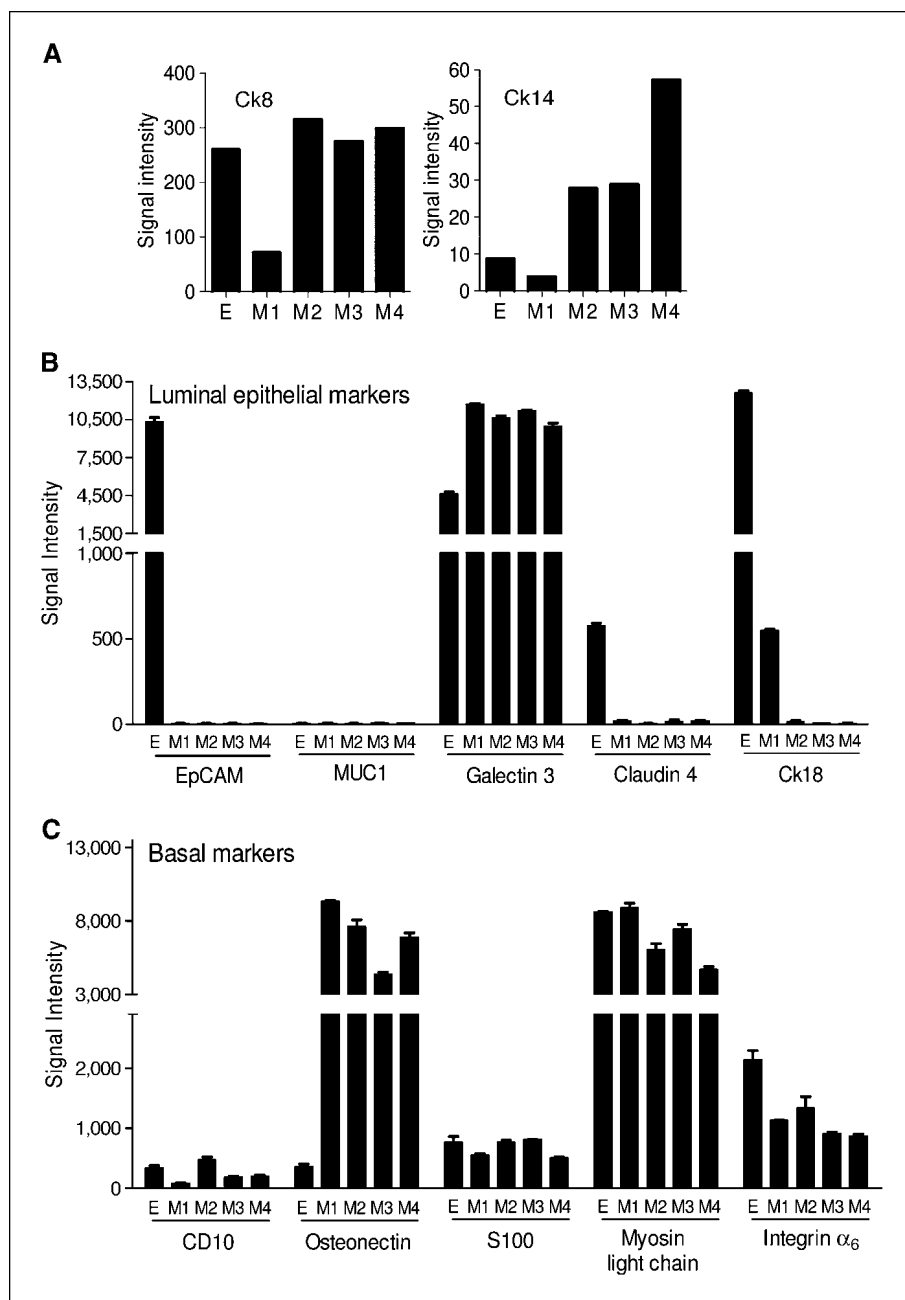 A
Ck8
Signal intensity
400
300
200
100
0
E M1 M2 M3 M4
Ck14
Signal intensity
60
50
40
30
20
10
0
E M1 M2 M3 M4
B
Luminal epithelial markers
Signal Intensity
13,500
10,500
7,500
4,500
1,500
1,000
500
0
E M1 M2 M3 M4 E M1 M2 M3 M4 E M1 M2 M3 M4 E M1 M2 M3 M4 E M1 M2 M3 M4
EpCAM MUC1 Galectin 3 Claudin 4 Ck18
C
Basal markers
Signal Intensity
13,000
8,000
3,000
2,000
1,000
0
E M1 M2 M3 M4 E M1 M2 M3 M4 E M1 M2 M3 M4 E M1 M2 M3 M4 E M1 M2 M3 M4
CD10 Osteonectin S100 Myosin Integrin α6
light chain